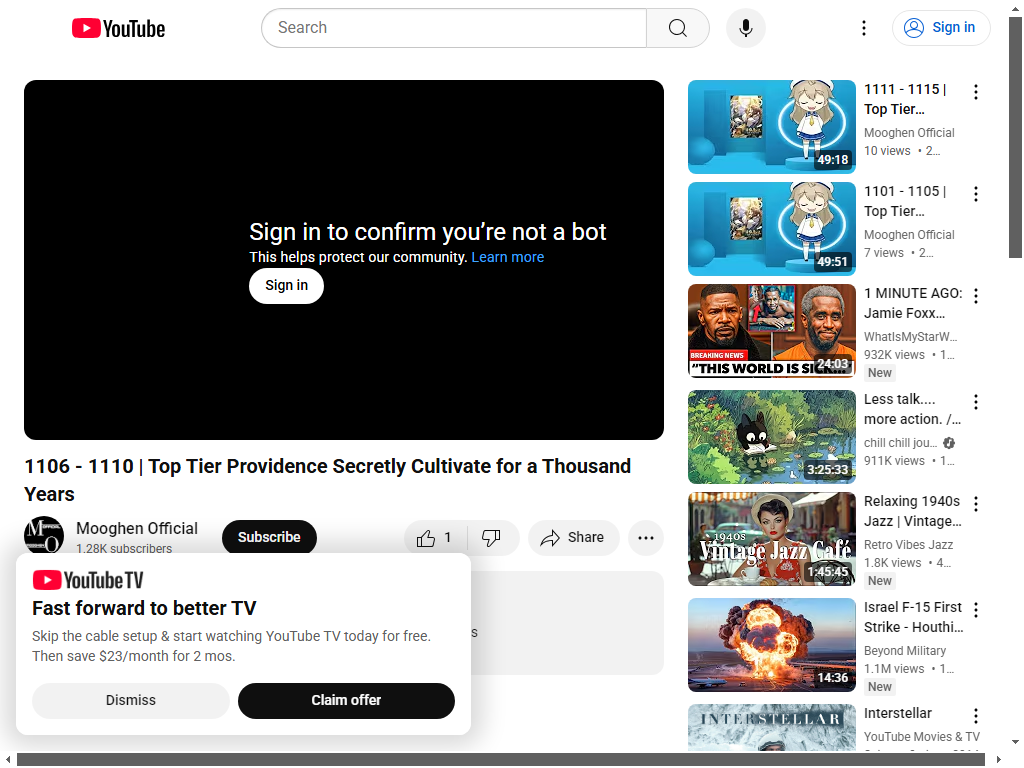 YouTube
Search
Sign in
Sign in to confirm you’re not a bot
This helps protect our community. Learn more
Sign in
1106 - 1110 | Top Tier Providence Secretly Cultivate for a Thousand
Years
Mooghen Official
1.28K subscribers
Subscribe
1
Share
s
YouTube TV
Fast forward to better TV
Skip the cable setup & start watching YouTube TV today for free.
Then save $23/month for 2 mos.
Dismiss
Claim offer
49:18
1111 - 1115 |
Top Tier…
Mooghen Official
10 views • 2…
49:51
1101 - 1105 |
Top Tier…
Mooghen Official
7 views • 2…
BREAKING NEWS
"THIS WORLD IS SICK...
24:03
1 MINUTE AGO:
Jamie Foxx…
WhatIsMyStarW…
932K views • 1…
New
3:25:33
Less talk....
more action. /…
chill chill jou…
911K views • 1…
1940s
Vintage Jazz Café
1:45:45
Relaxing 1940s
Jazz | Vintage…
Retro Vibes Jazz
1.8K views • 4…
New
14:36
Israel F-15 First
Strike - Houthi…
Beyond Military
1.1M views • 1…
New
INTERSTELLAR
Interstellar
YouTube Movies & TV